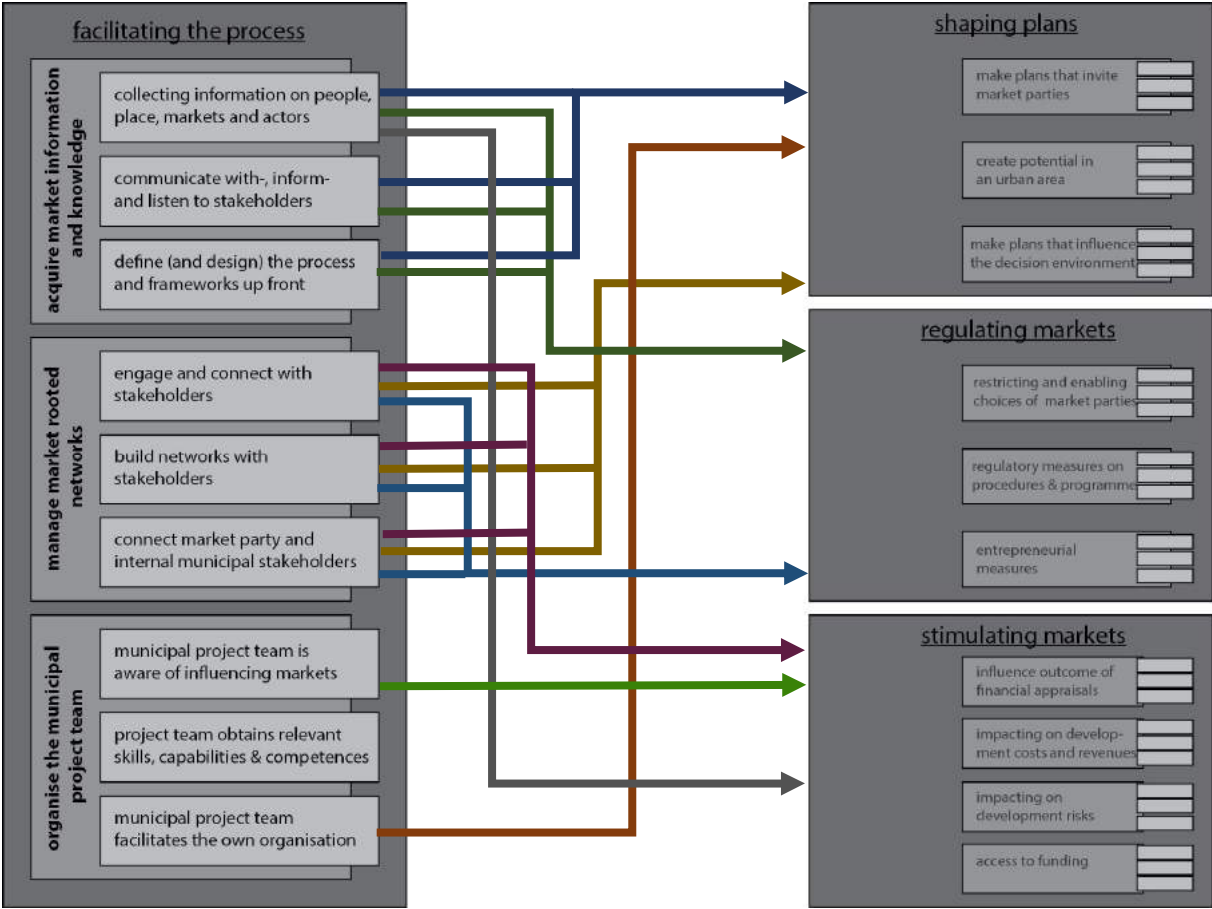 facilitating the process
acquire market information
and knowledge
collecting information on people,
place, markets and actors
communicate with-, inform-
and listen to stakeholders
define (and design) the process
and frameworks up front
manage market rooted
networks
engage and connect with
stakeholders
build networks with
stakeholders
connect market party and
internal municipal stakeholders
organise the municipal
project team
municipal project team is
aware of influencing markets
project team obtains relevant
skills, capabilities & competences
municipal project team
facilitates the own organisation
shaping plans
make plans that invite
market parties
create potential in
an urban area
make plans that influence
the decision environment
regulating markets
restricting and enabling
choices of market parties
regulatory measures on
procedures & programme
entrepreneurial
measures
stimulating markets
influence outcome of
financial appraisals
impacting on develop-
ment costs and revenues
impacting on
development risks
access to funding